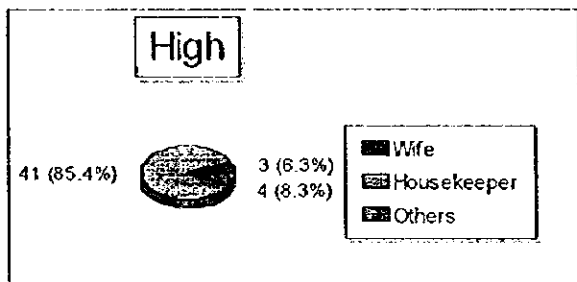 High
41 (85.4%)
3 (6.3%)
4 (8.3%)
Wife
Housekeeper
Others